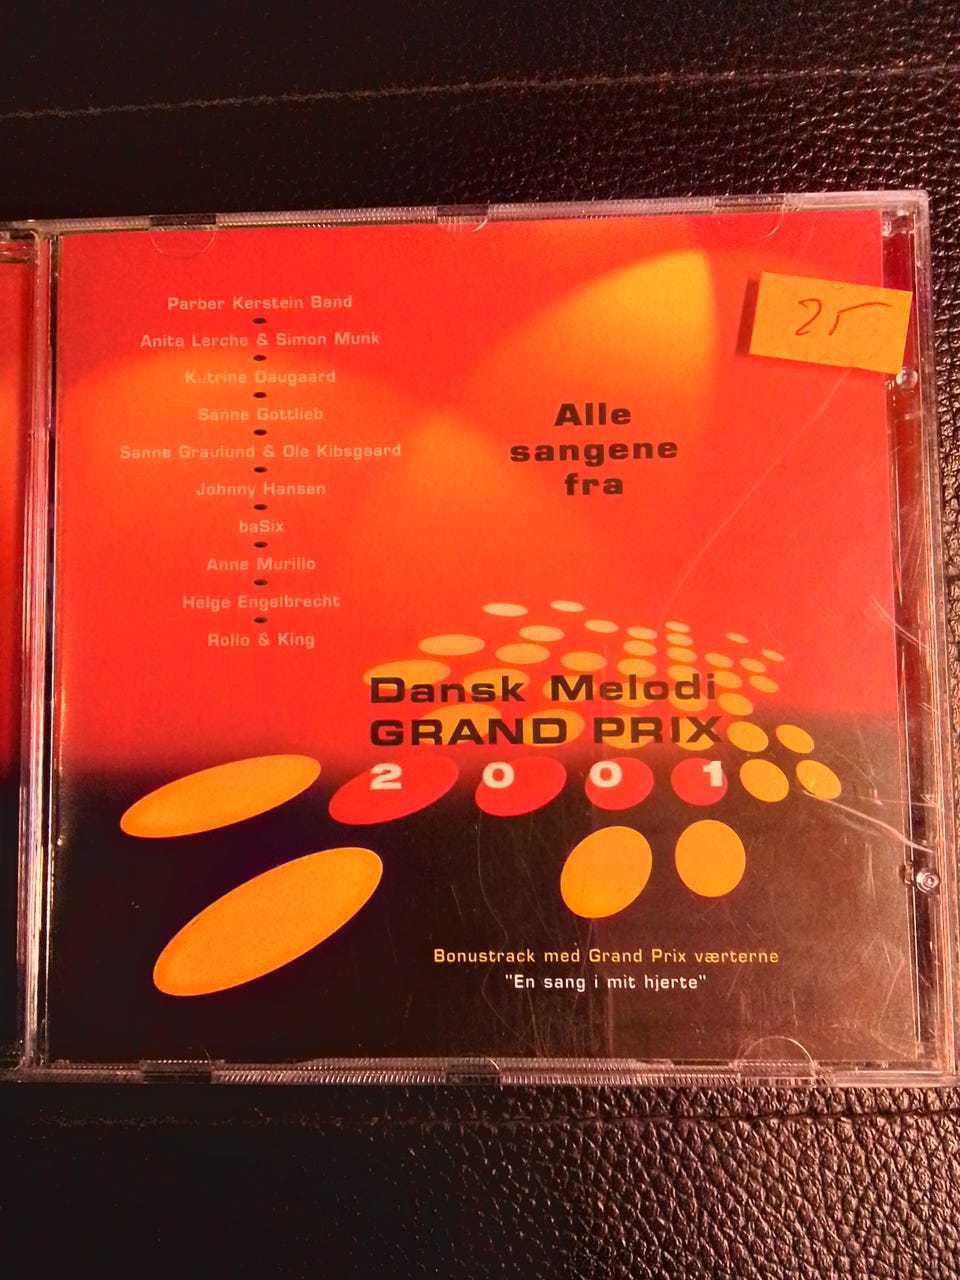 Parber Kerstein Band
Anita Lerche & Simon Munk
Katrine Daugaard
Sanne Gottlieb
Sanne Graulund & Ole Kibsgaard
Johnny Hansen
baSix
Anne Murillo
Helge Engelbrecht
Rollo & King
25
Alle
sangene
fra
Dansk Melodi
GRAND PRIX
2001
Bonustrack med Grand Prix værterne
"En sang i mit hjerte"